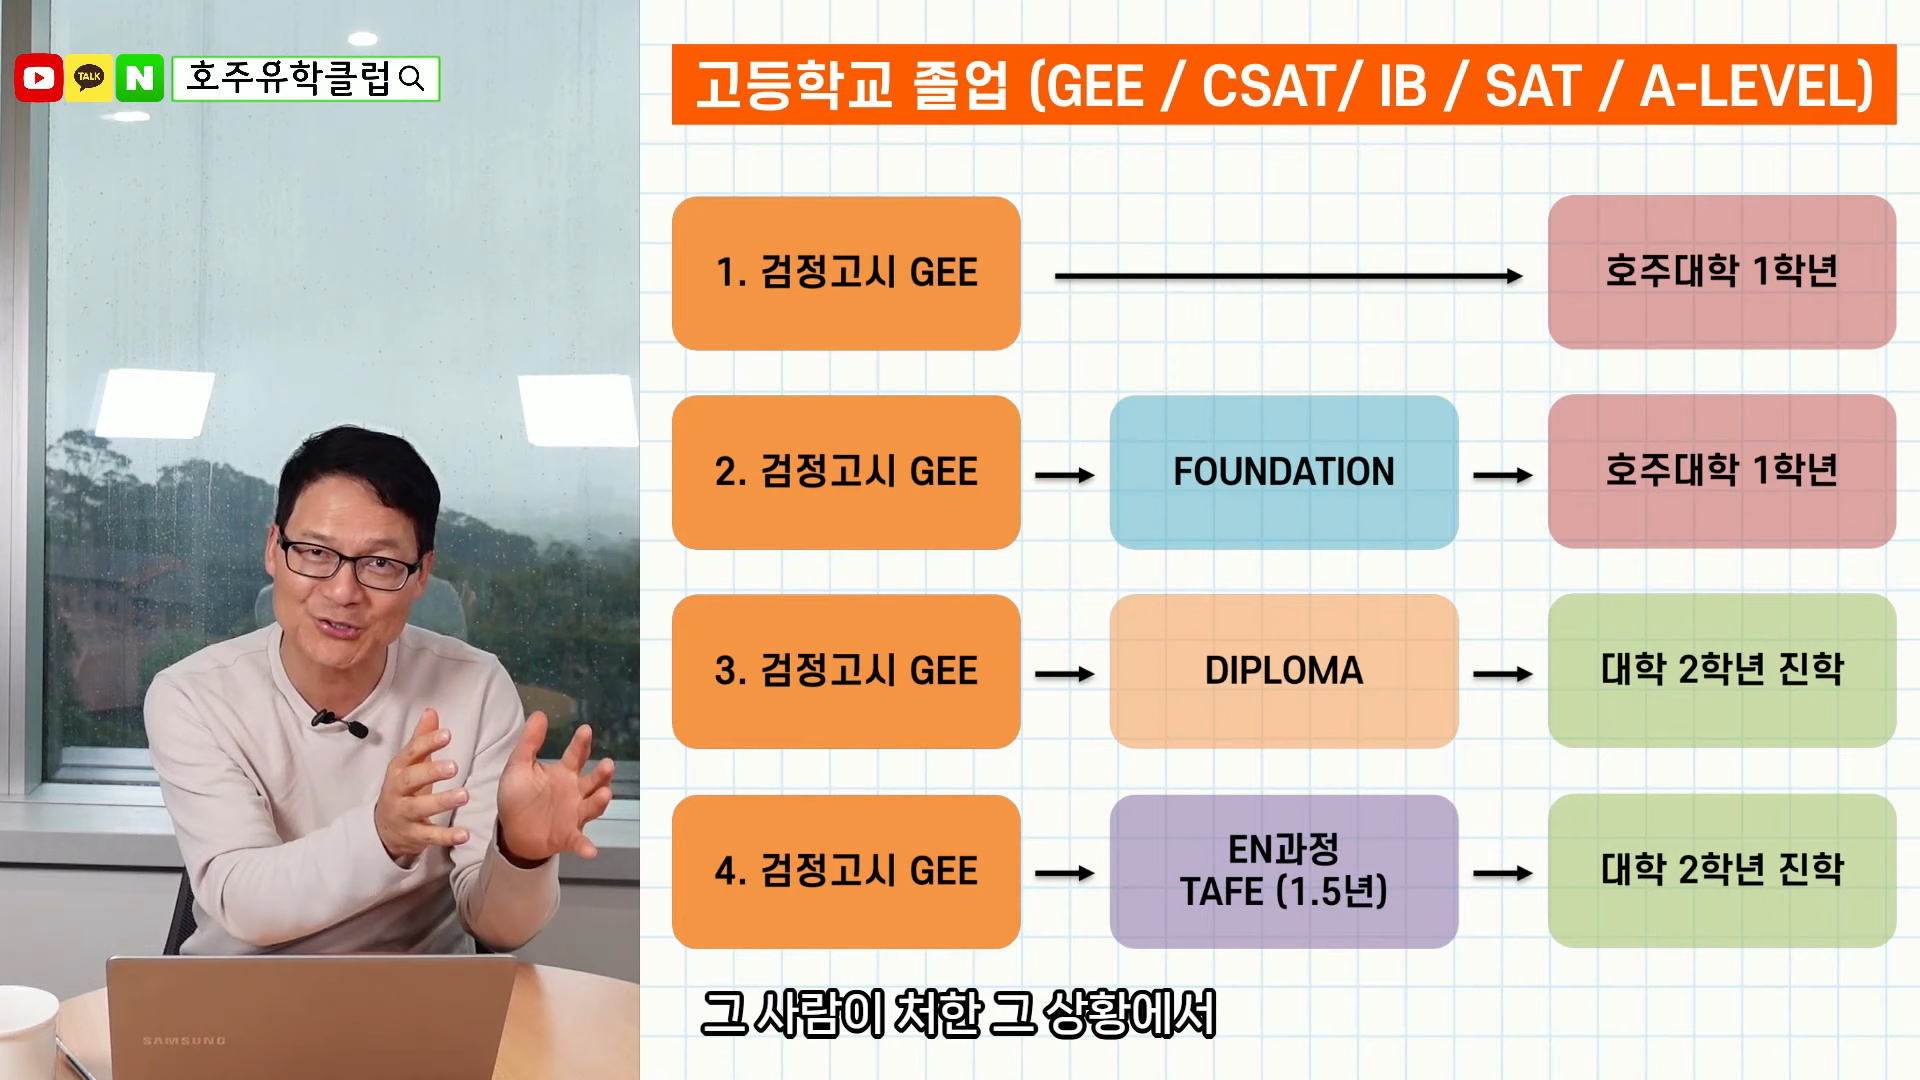 TALK
N
호주유학클럽
고등학교 졸업 (GEE / CSAT/ IB / SAT / A-LEVEL)
1. 검정고시 GEE
호주대학 1학년
2. 검정고시 GEE
FOUNDATION
호주대학 1학년
3. 검정고시 GEE
DIPLOMA
대학 2학년 진학
4. 검정고시 GEE
EN과정
TAFE (1.5년)
대학 2학년 진학
그 사람이 처한 그 상황에서
SAMSUNG